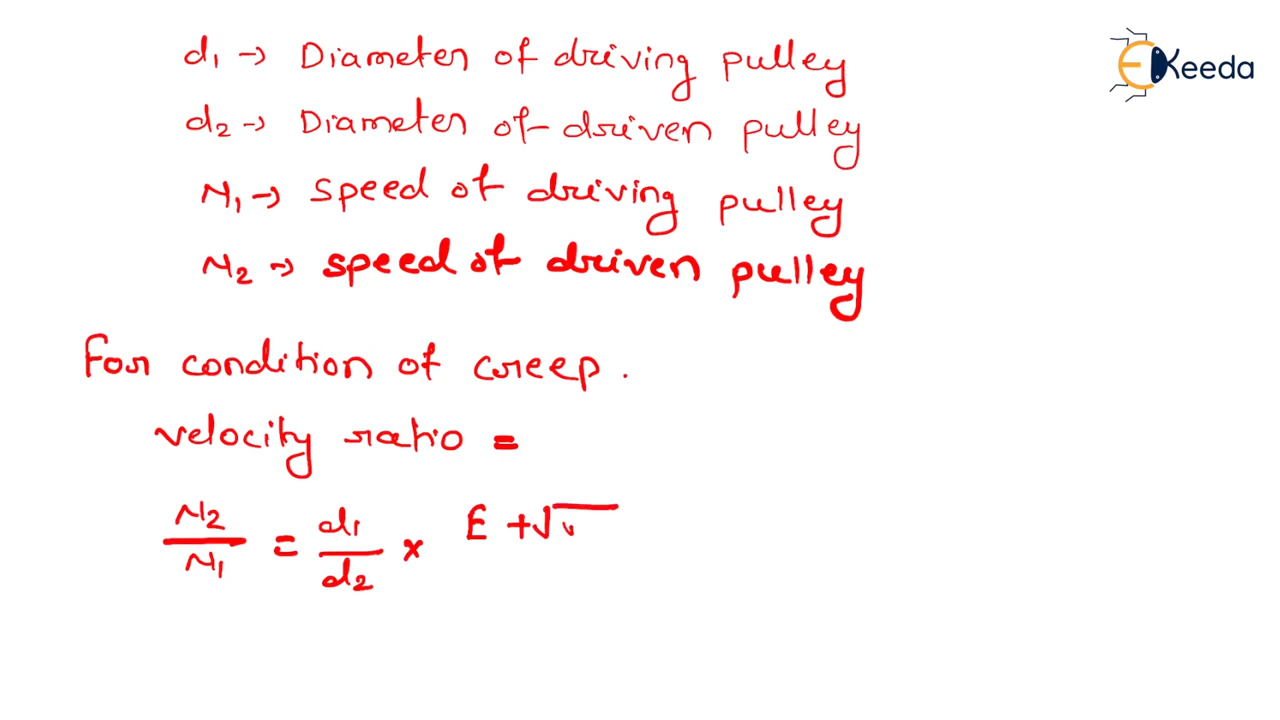 d₁ → Diameter of driving pulley
EKeeda
d₂ → Diameter of driven pulley
N₁ → speed of driving pulley
N₂ → speed of driven pulley
For condition of creep.
velocity ratio =
N₂/N₁ = d₁/d₂ × E + √